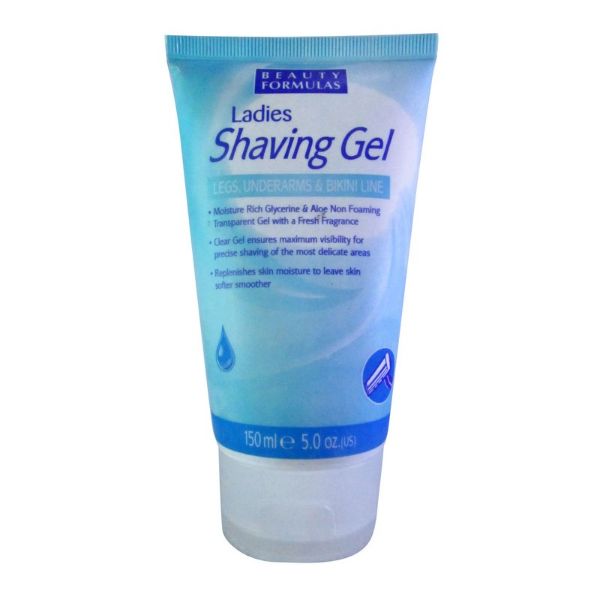 BEAUTY
FORMULAS
Ladies
Shaving Gel
LEGS, UNDERARMS & BIKINI LINE
• Moisture Rich Glycerine & Aloe Non Foaming
Transparent Gel with a Fresh Fragrance
• Clear Gel ensures maximum visibility for
precise shaving of the most delicate areas
• Replenishes skin moisture to leave skin
softer smoother
150 ml ℮ 5.0 oz.(US)